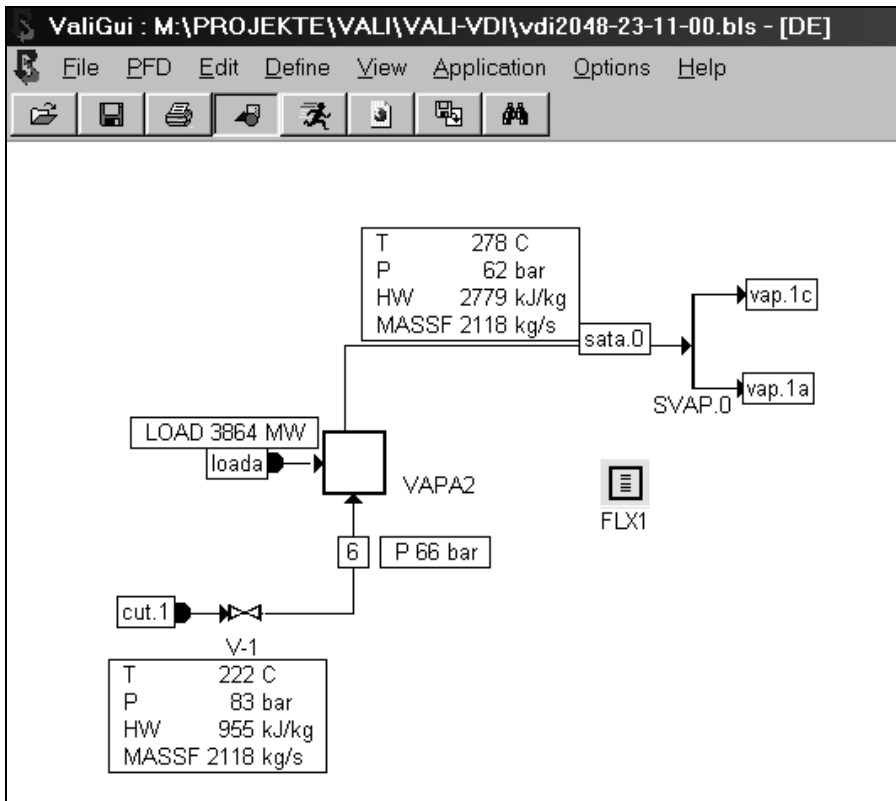 ValiGui : M:\PROJEKTE\VALI\VALI-VDI\vdi2048-23-11-00.bls - [DE]
File PFD Edit Define View Application Options Help
T 278 C
P 62 bar
HW 2779 kJ/kg
MASSF 2118 kg/s
sata.0
vap.1c
vap.1a
SVAP.0
LOAD 3864 MW
loada
VAPA2
FLX1
6
P 66 bar
cut.1
V-1
T 222 C
P 83 bar
HW 955 kJ/kg
MASSF 2118 kg/s